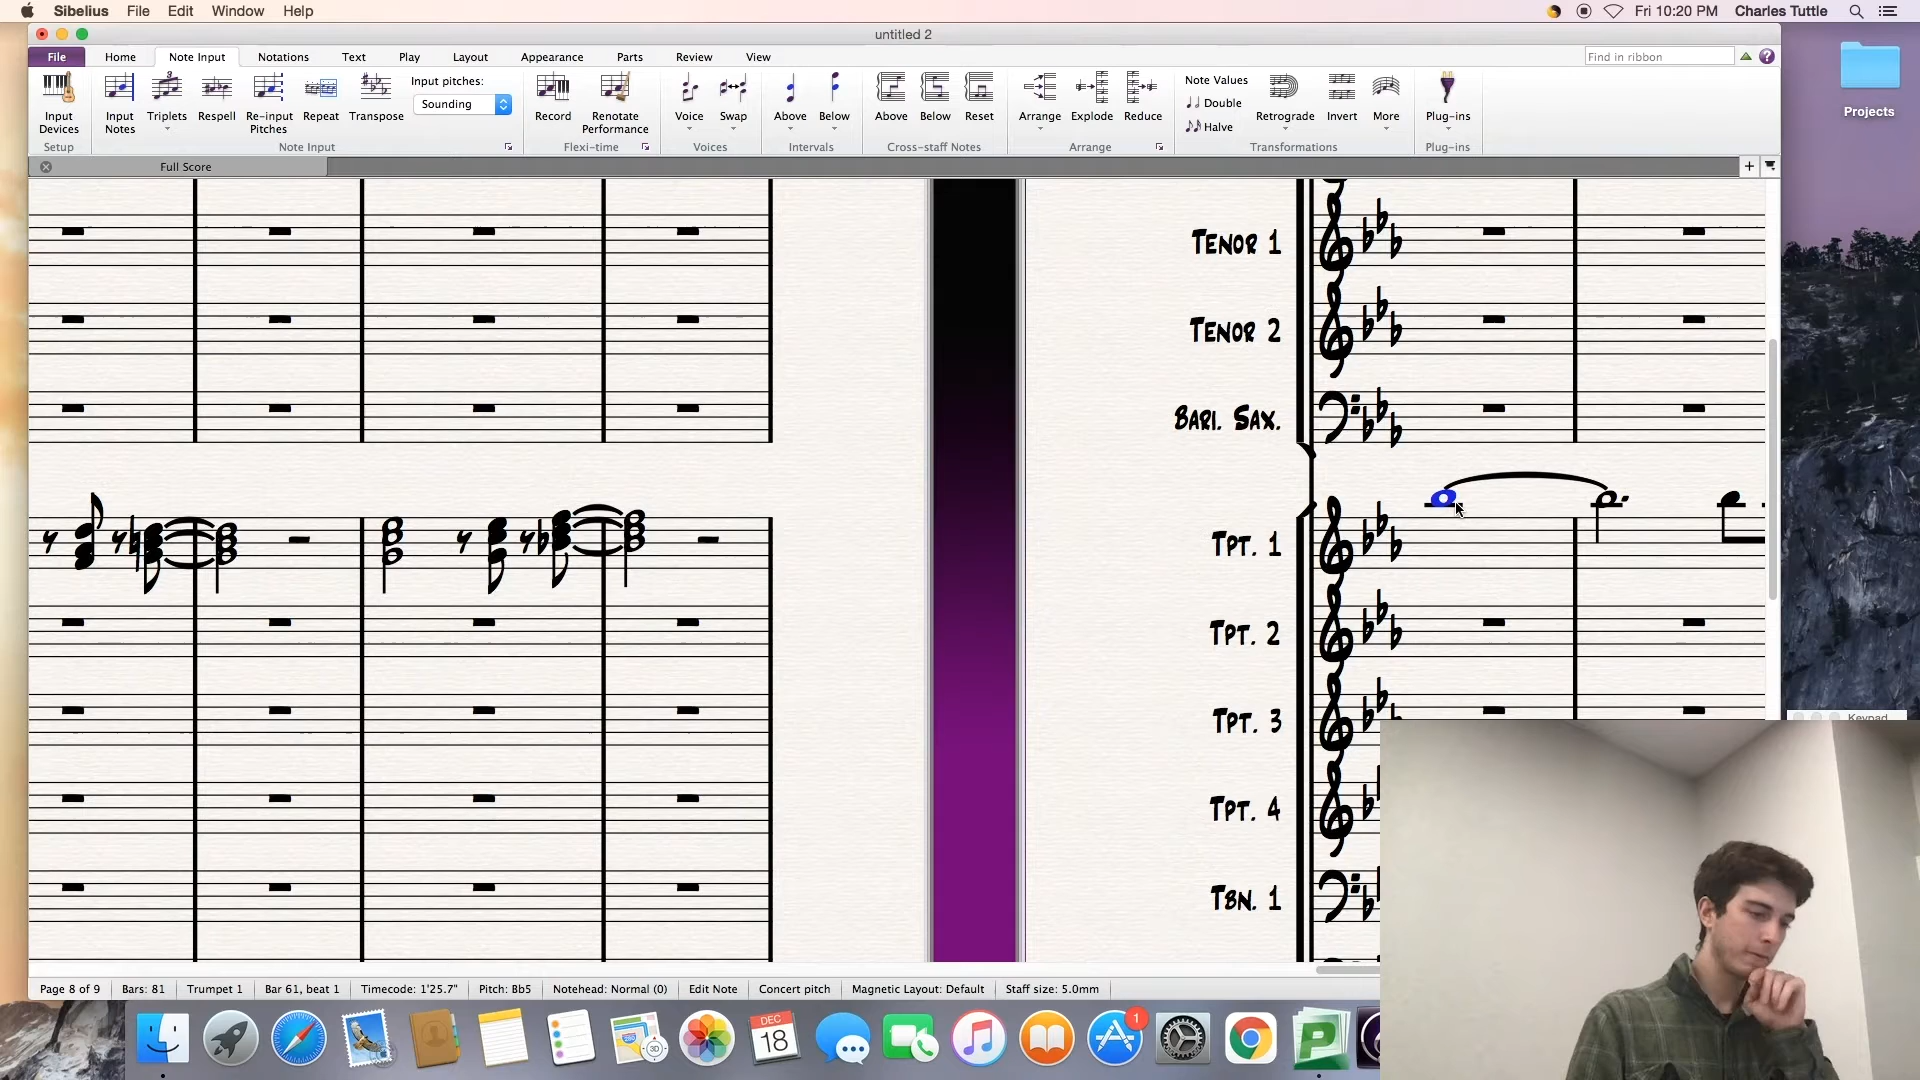 Sibelius File Edit Window Help Fri 10:20 PM Charles Tuttle
untitled 2
File Home Note Input Notations Text Play Layout Appearance Parts Review View Find in ribbon
Input Devices
Setup
Input Notes
Triplets
Respell
Re-input Pitches
Repeat
Transpose
Input pitches:
Sounding
Note Input
Record
Renotate Performance
Flexi-time
Voice
Swap
Voices
Above
Below
Intervals
Above
Below
Reset
Cross-staff Notes
Arrange
Explode
Reduce
Arrange
Note Values
Double
Halve
Retrograde
Invert
More
Transformations
Plug-ins
Plug-ins
Full Score
Projects
Tenor 1
Tenor 2
Bari. Sax.
Tpt. 1
Tpt. 2
Tpt. 3
Tpt. 4
Tbn. 1
Keypad
Page 8 of 9 Bars: 81 Trumpet 1 Bar 61, beat 1 Timecode: 1'25.7" Pitch: Bb5 Notehead: Normal (0) Edit Note Concert pitch Magnetic Layout: Default Staff size: 5.0mm
DEC
18
1